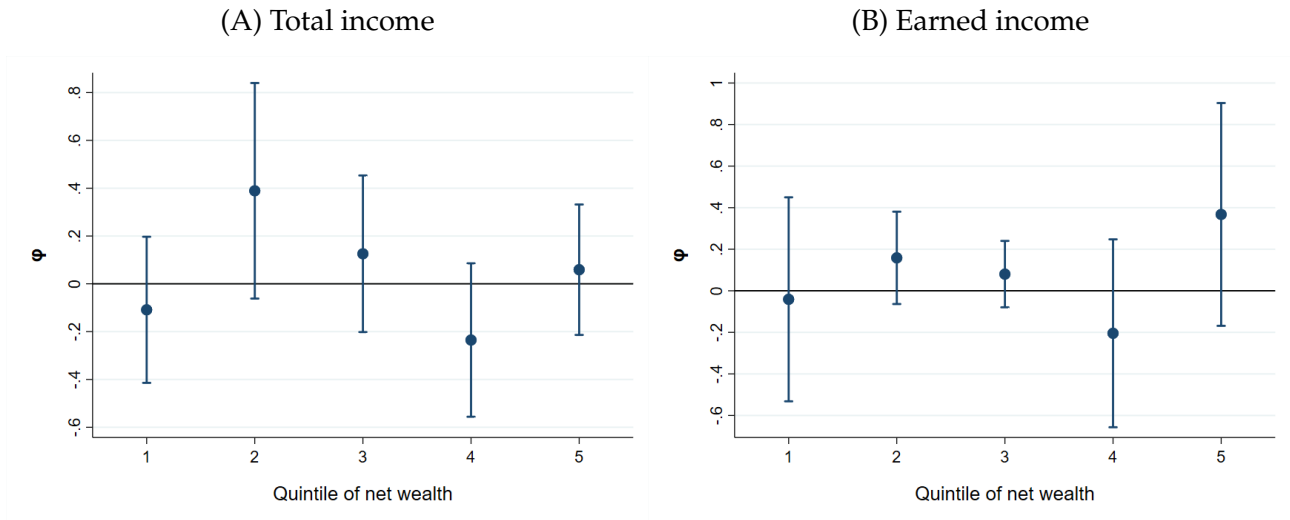 (A) Total income
φ
.8
.6
.4
.2
0
-.2
-.4
-.6
1 2 3 4 5
Quintile of net wealth
(B) Earned income
φ
1
.8
.6
.4
.2
0
-.2
-.4
-.6
1 2 3 4 5
Quintile of net wealth